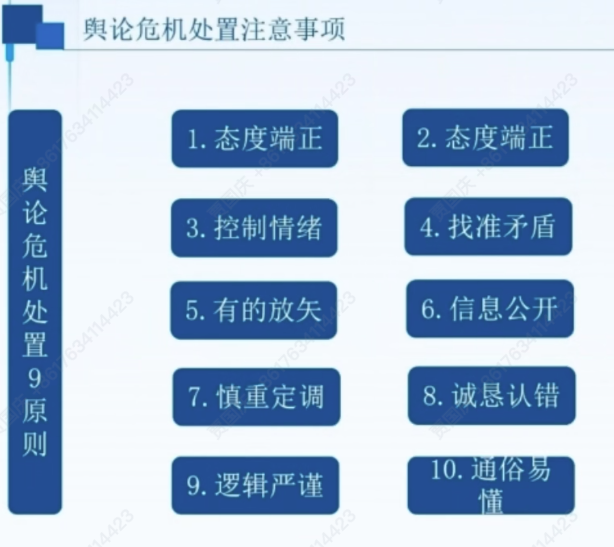 舆论危机处置注意事项
舆论危机处置9原则
1.态度端正
2.态度端正
3.控制情绪
4.找准矛盾
5.有的放矢
6.信息公开
7.慎重定调
8.诚恳认错
9.逻辑严谨
10.通俗易
懂